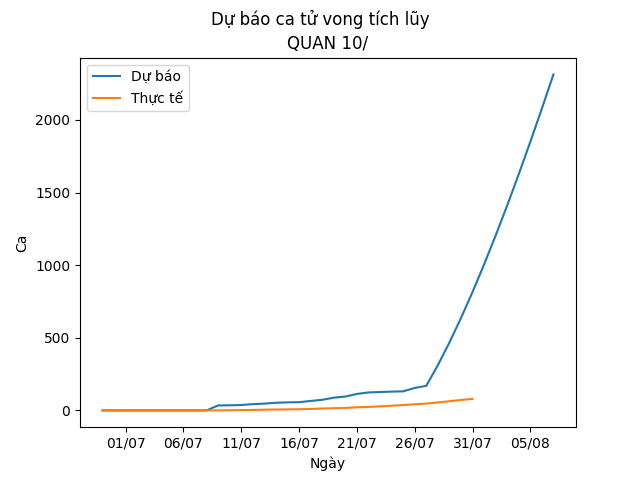 Dự báo ca tử vong tích lũy
QUAN 10/
Dự báo
Thực tế
Ca
2000
1500
1000
500
0
01/07 06/07 11/07 16/07 21/07 26/07 31/07 05/08
Ngày